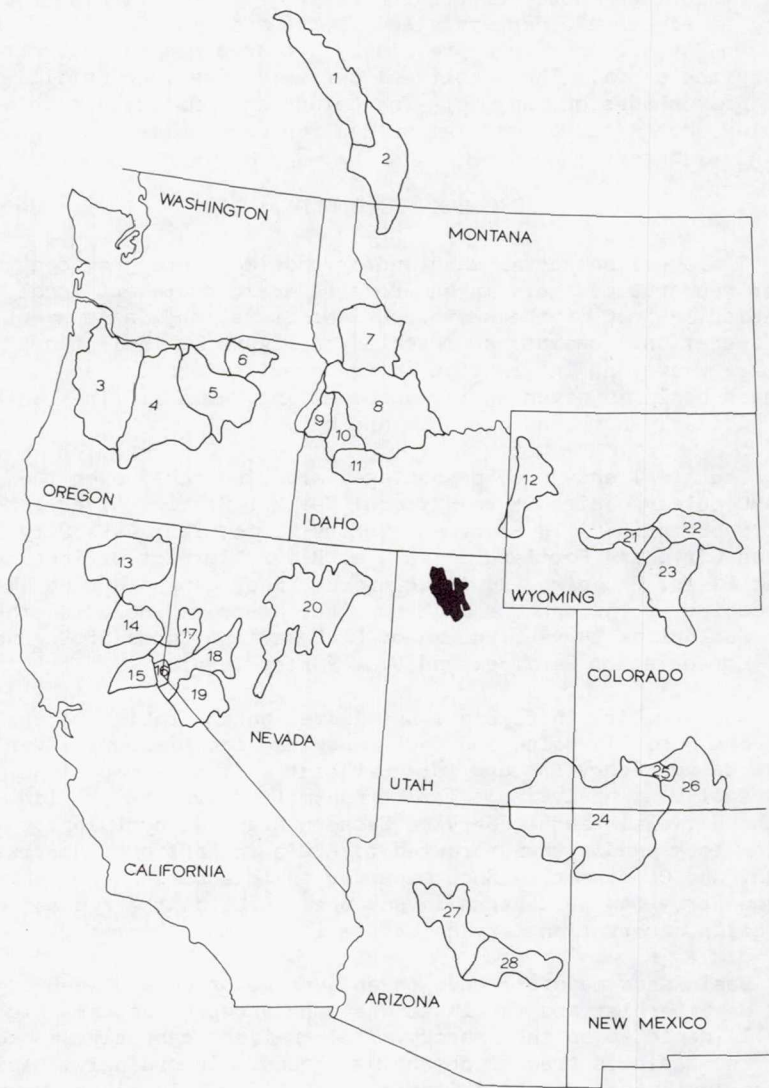 1
2
WASHINGTON
MONTANA
7
6
3
4
5
8
9
10
11
12
OREGON
IDAHO
22
21
23
13
WYOMING
20
14
17
18
16
15
19
COLORADO
NEVADA
25
26
UTAH
24
CALIFORNIA
27
28
ARIZONA
NEW MEXICO